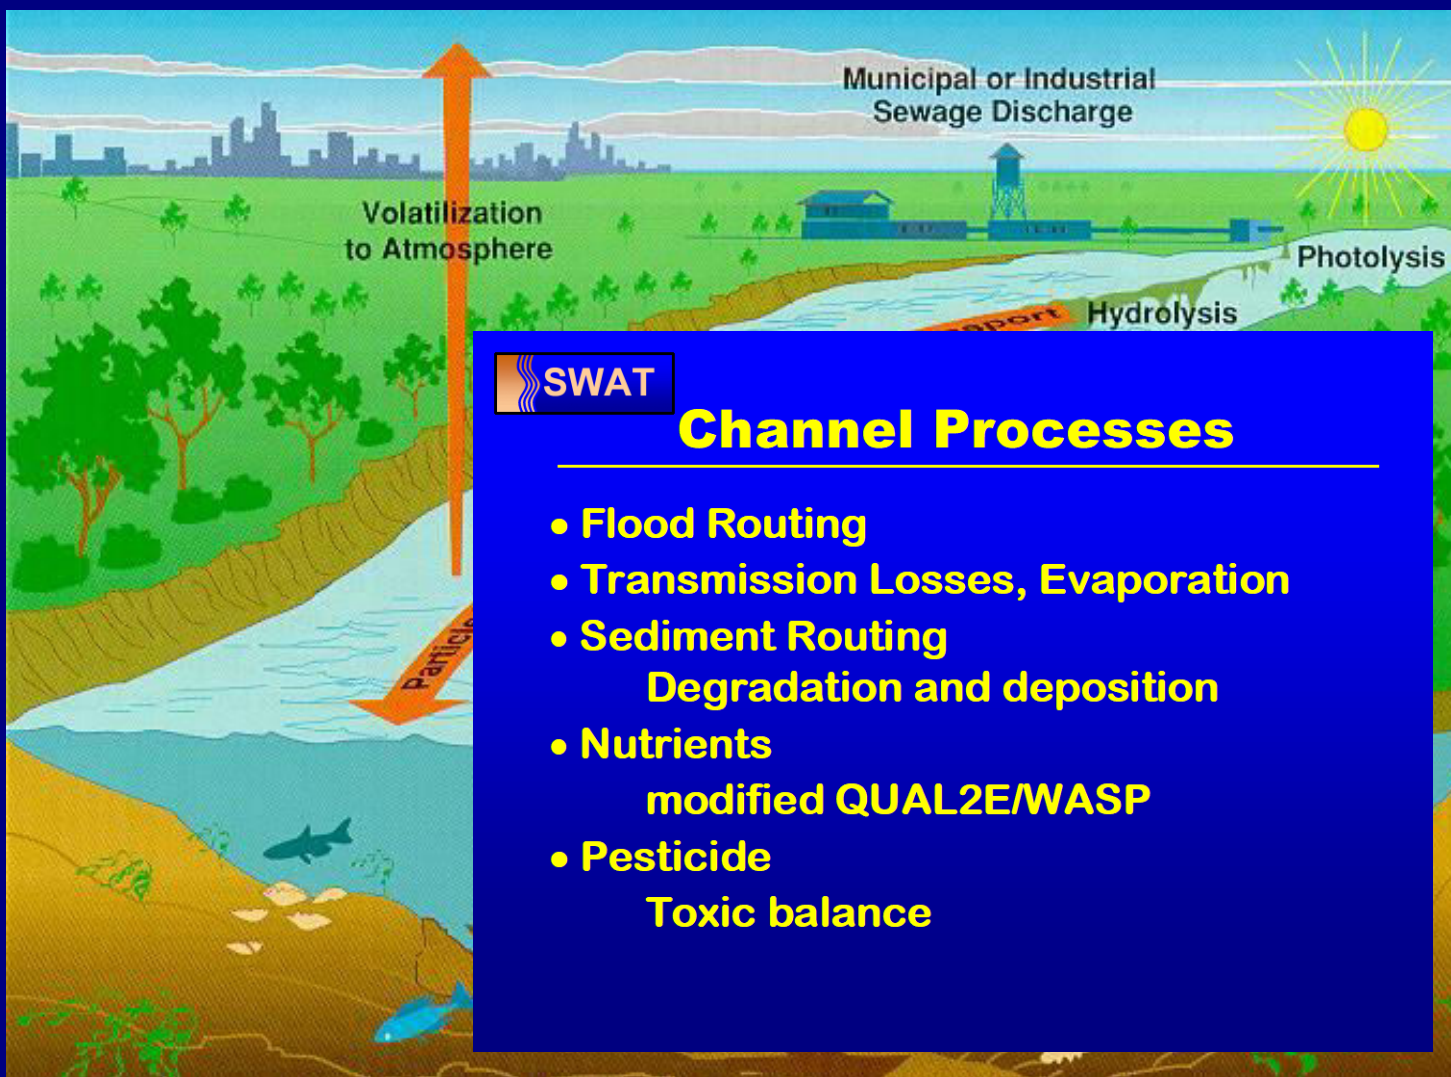 Municipal or Industrial
Sewage Discharge
Volatilization
to Atmosphere
Photolysis
Hydrolysis
SWAT
Channel Processes
• Flood Routing
• Transmission Losses, Evaporation
• Sediment Routing
Degradation and deposition
• Nutrients
modified QUAL2E/WASP
• Pesticide
Toxic balance